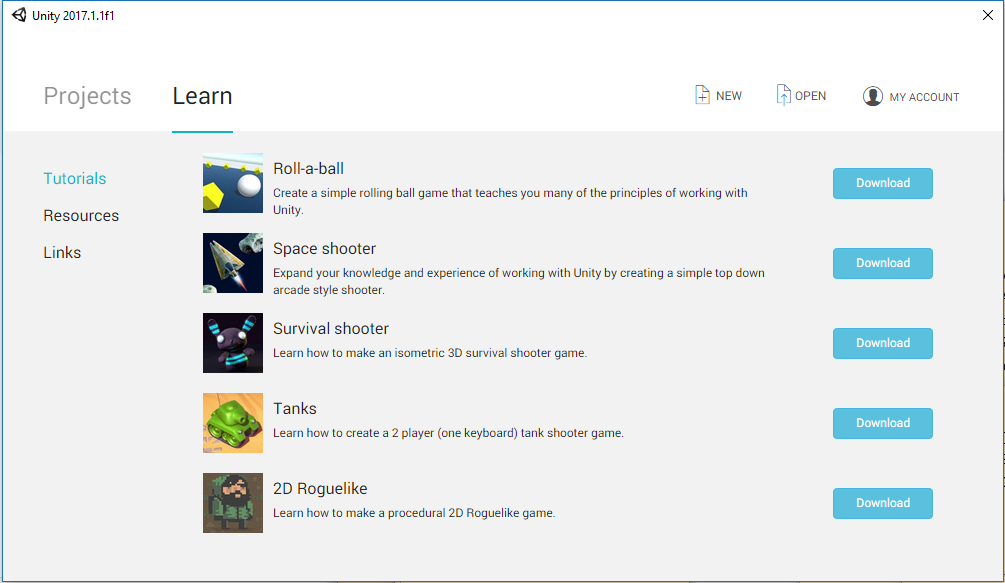 Unity 2017.1.1f1
Projects
Learn
NEW
OPEN
MY ACCOUNT
Tutorials
Resources
Links
Roll-a-ball
Create a simple rolling ball game that teaches you many of the principles of working with
Unity.
Download
Space shooter
Expand your knowledge and experience of working with Unity by creating a simple top down
arcade style shooter.
Download
Survival shooter
Learn how to make an isometric 3D survival shooter game.
Download
Tanks
Learn how to create a 2 player (one keyboard) tank shooter game.
Download
2D Roguelike
Learn how to make a procedural 2D Roguelike game.
Download